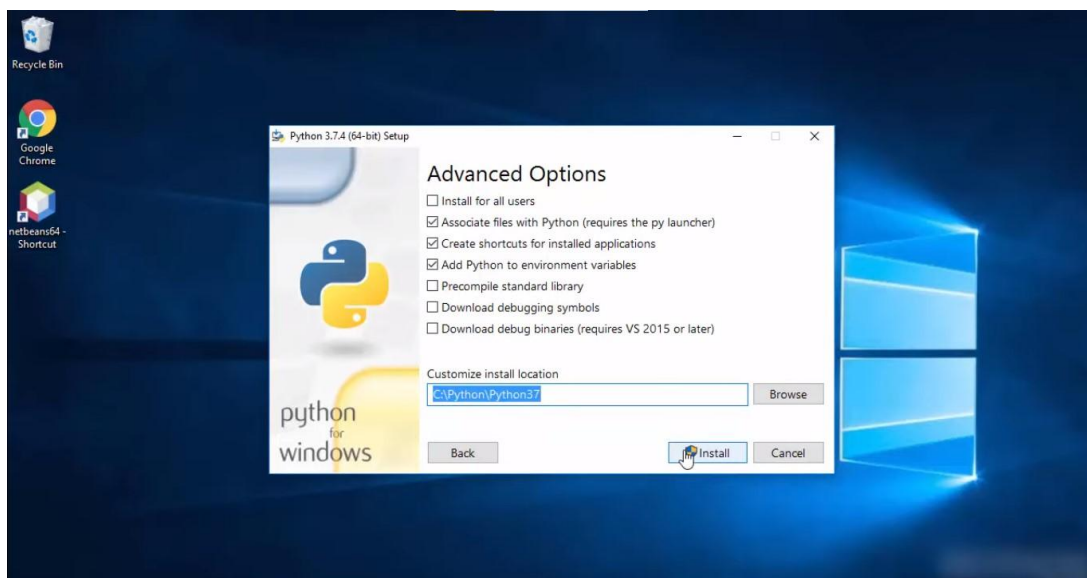 Recycle Bin
Google
Chrome
netbeans64 -
Shortcut
Python 3.7.4 (64-bit) Setup
Advanced Options
Install for all users
Associate files with Python (requires the py launcher)
Create shortcuts for installed applications
Add Python to environment variables
Precompile standard library
Download debugging symbols
Download debug binaries (requires VS 2015 or later)
Customize install location
C:\Python\Python37
Browse
python
for
windows
Back
Install
Cancel